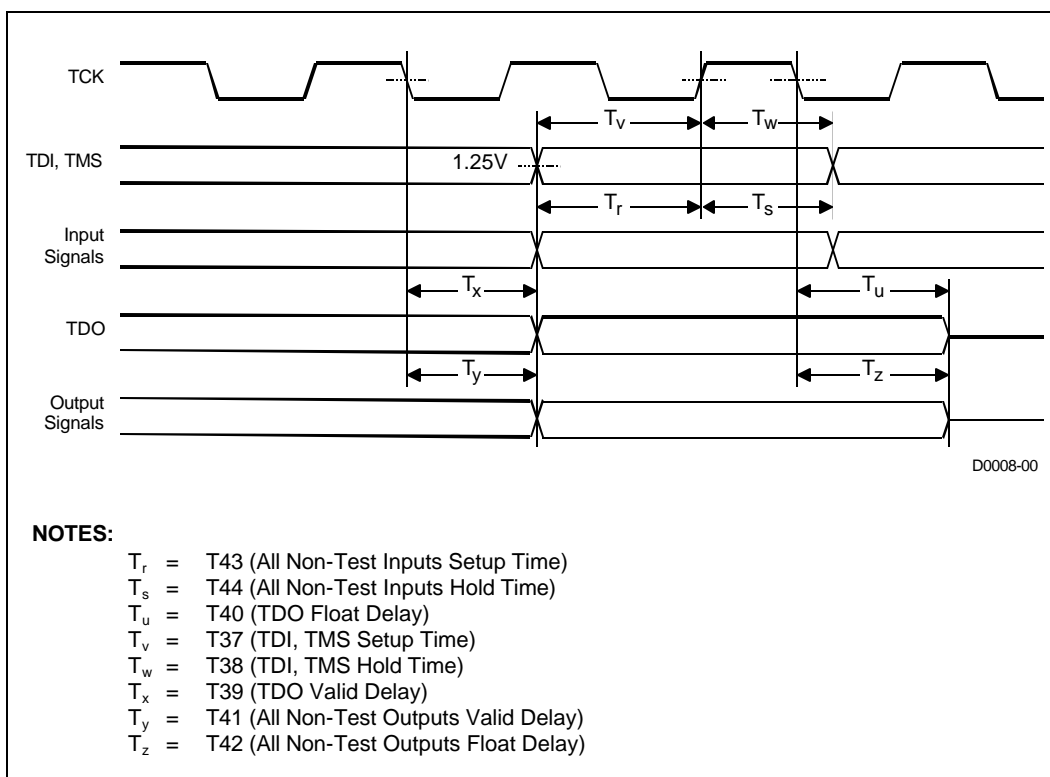 TCK
Tv
Tw
TDI, TMS
1.25V
Tr
Ts
Input
Signals
Tx
Tu
TDO
Ty
Tz
Output
Signals
D0008-00
NOTES:
Tr = T43 (All Non-Test Inputs Setup Time)
Ts = T44 (All Non-Test Inputs Hold Time)
Tu = T40 (TDO Float Delay)
Tv = T37 (TDI, TMS Setup Time)
Tw = T38 (TDI, TMS Hold Time)
Tx = T39 (TDO Valid Delay)
Ty = T41 (All Non-Test Outputs Valid Delay)
Tz = T42 (All Non-Test Outputs Float Delay)